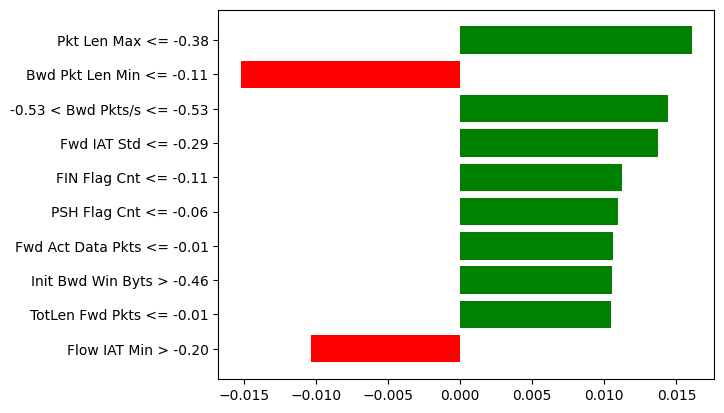 Pkt Len Max <= -0.38
Bwd Pkt Len Min <= -0.11
-0.53 < Bwd Pkts/s <= -0.53
Fwd IAT Std <= -0.29
FIN Flag Cnt <= -0.11
PSH Flag Cnt <= -0.06
Fwd Act Data Pkts <= -0.01
Init Bwd Win Byts > -0.46
TotLen Fwd Pkts <= -0.01
Flow IAT Min > -0.20
−0.015 −0.010 −0.005 0.000 0.005 0.010 0.015